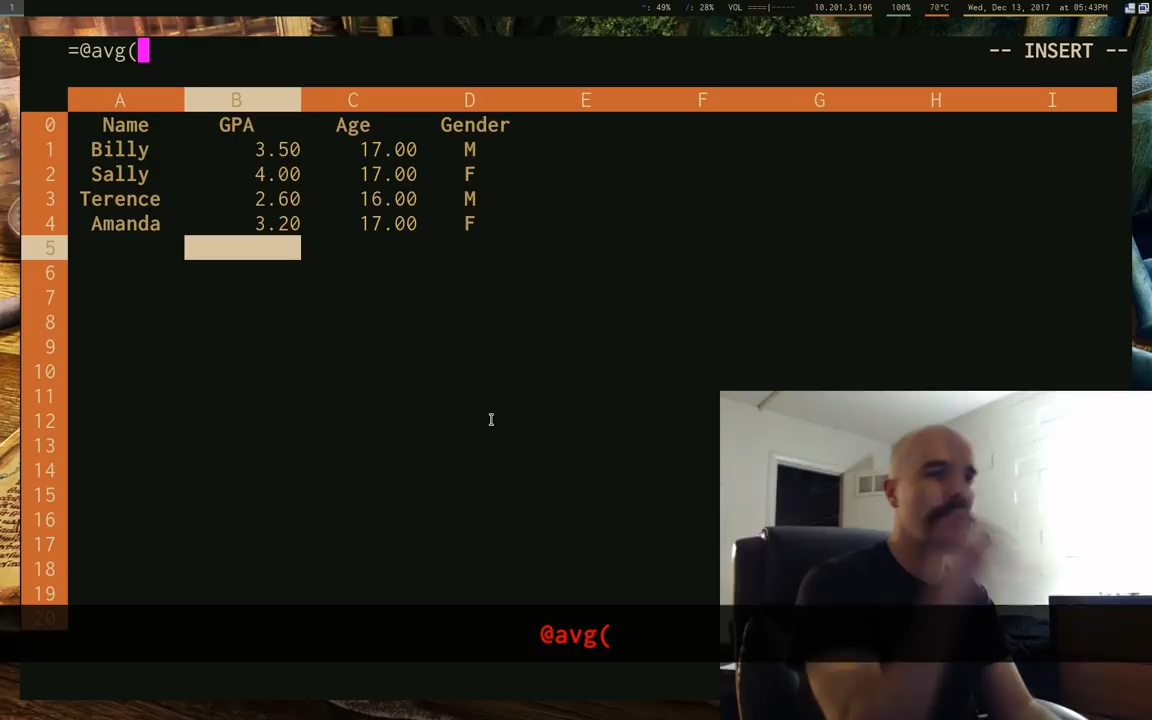 1 ~: 49% /: 28% VOL ====|----- 10.201.3.196 100% 70°C Wed, Dec 13, 2017 at 05:43PM
=@avg( -- INSERT --
A B C D E F G H I
0 Name GPA Age Gender
1 Billy 3.50 17.00 M
2 Sally 4.00 17.00 F
3 Terence 2.60 16.00 M
4 Amanda 3.20 17.00 F
5
6
7
8
9
10
11
12
13
14
15
16
17
18
19
20
@avg(